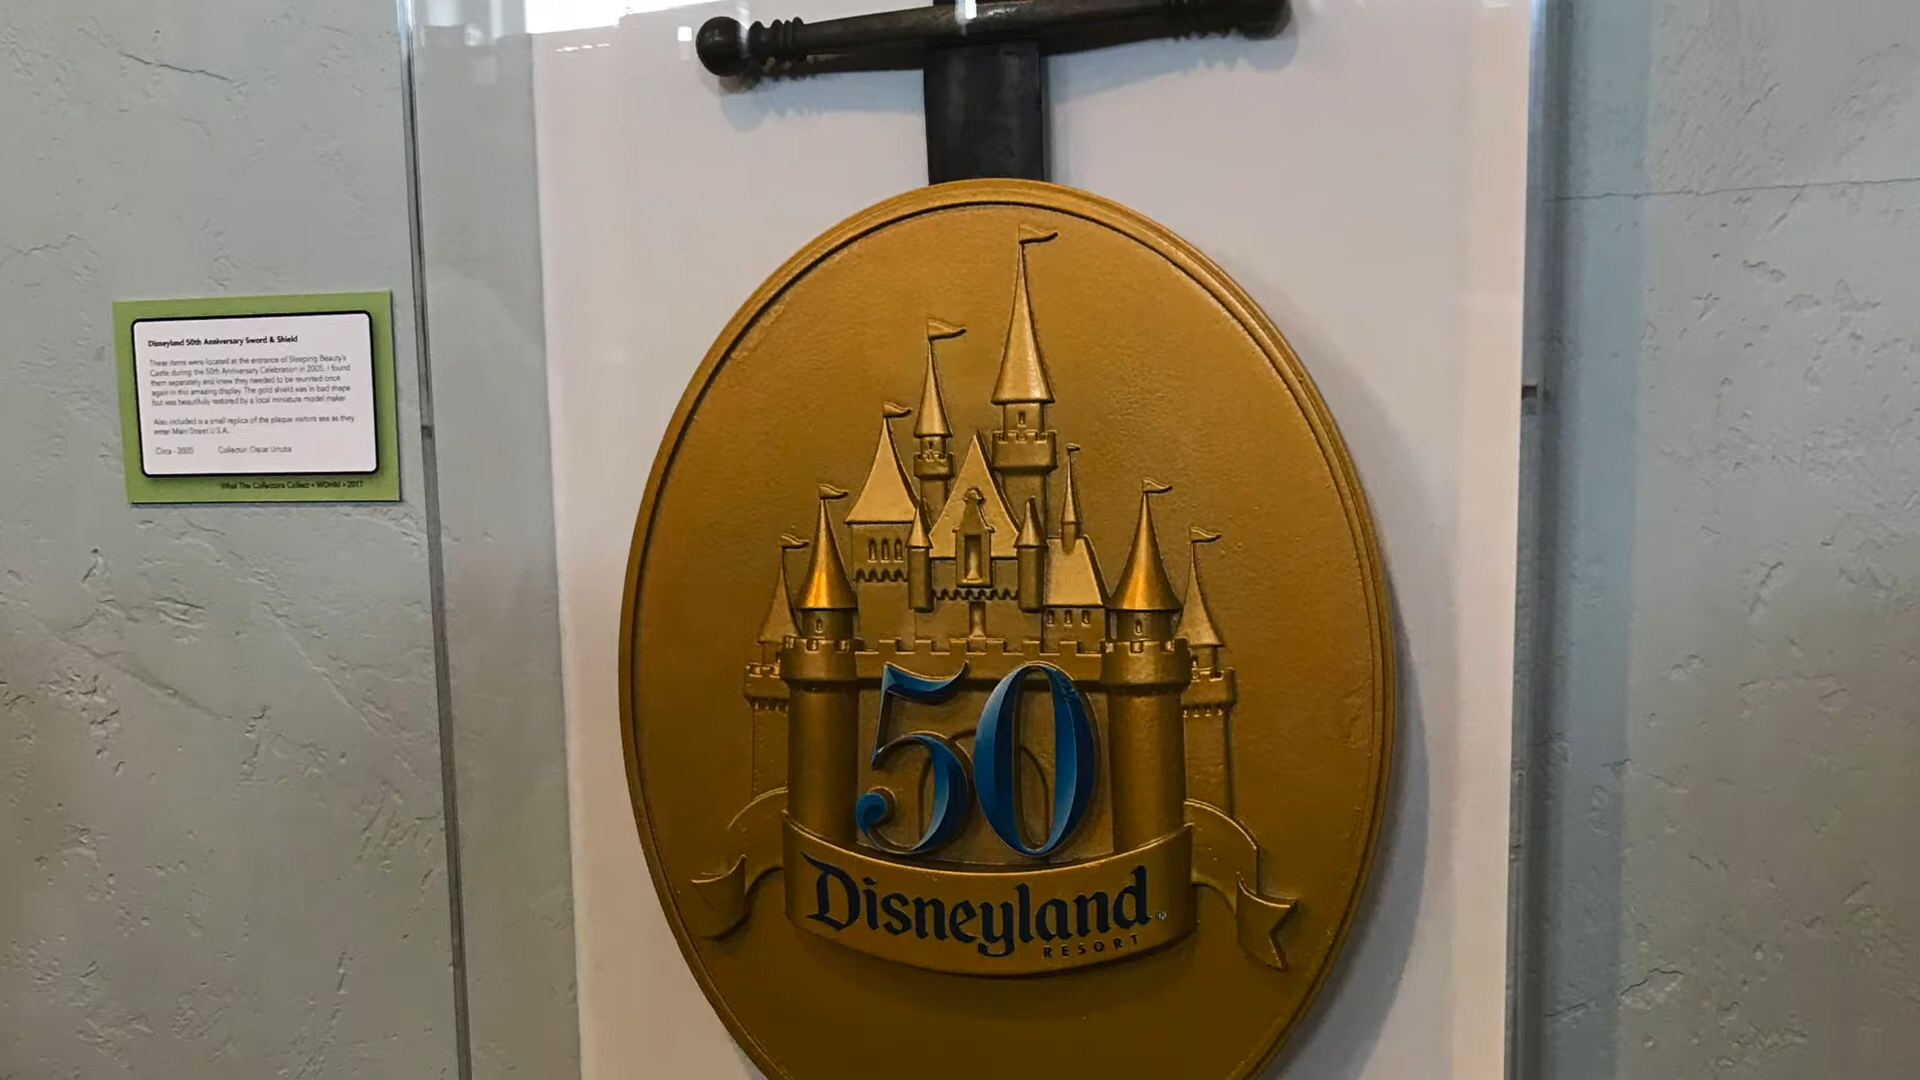 Disneyland 50th Anniversary Sword & Shield
These items were located at the entrance of Sleeping Beauty's
Castle during the 50th Anniversary Celebration in 2005. I found
them separately and knew they needed to be reunited once
again in this amazing display. The gold shield was in bad shape
but was beautifully restored by a local miniature model maker
Also included is a small replica of the plaque visitors see as they
enter Main Street U.S.A.
Circa - 2005 Collector: Oscar Urrutia
What The Collectors Collect • WDHM • 2017
50
Disneyland®
RESORT